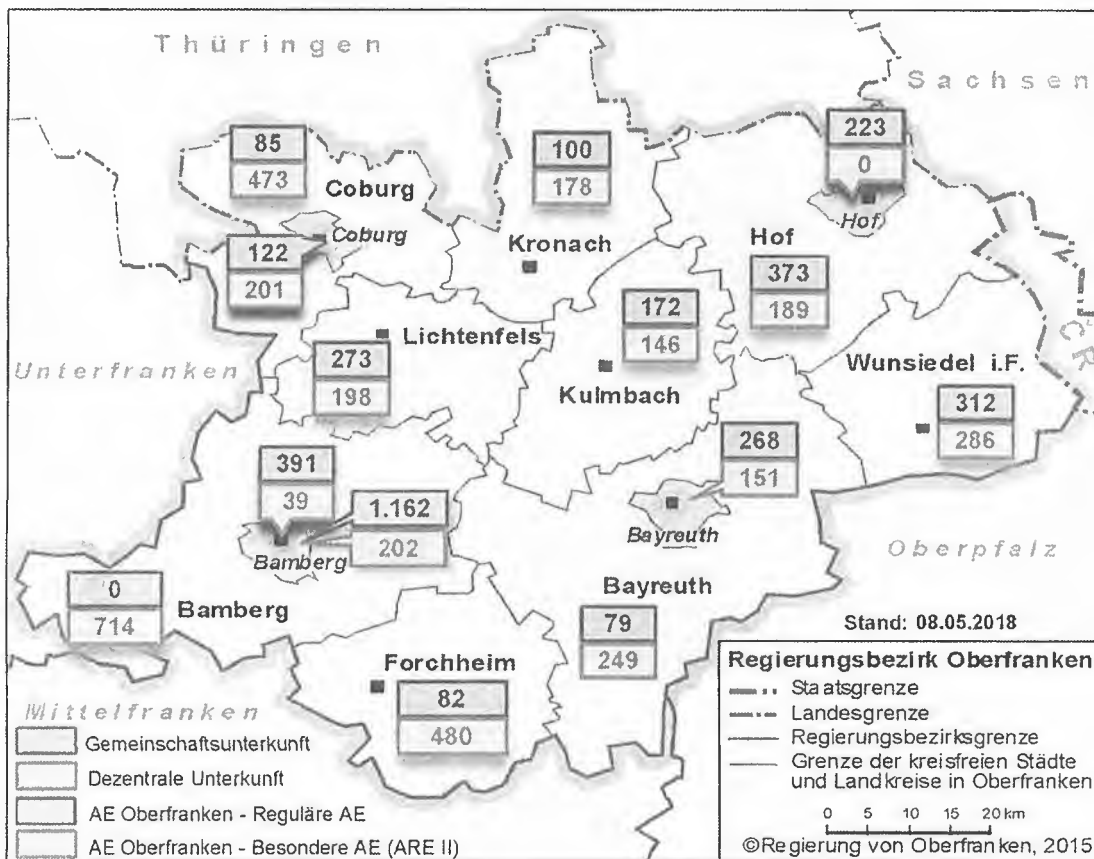 Thüringen
Sachsen
85
473
Coburg
100
178
223
0
Hof
Coburg
122
201
Kronach
Hof
373
189
172
146
Lichtenfels
273
198
Unterfranken
Kulmbach
Wunsiedel i.F.
312
286
ČR
268
151
391
39
1.162
202
Bamberg
Bayreuth
Oberpfalz
0
714
Bamberg
Bayreuth
79
249
Forchheim
82
480
Mittelfranken
Gemeinschaftsunterkunft
Dezentrale Unterkunft
AE Oberfranken - Reguläre AE
AE Oberfranken - Besondere AE (ARE II)
Stand: 08.05.2018
Regierungsbezirk Oberfranken
Staatsgrenze
Landesgrenze
Regierungsbezirksgrenze
Grenze der kreisfreien Städte
und Landkreise in Oberfranken
0 5 10 15 20 km
©Regierung von Oberfranken, 2015